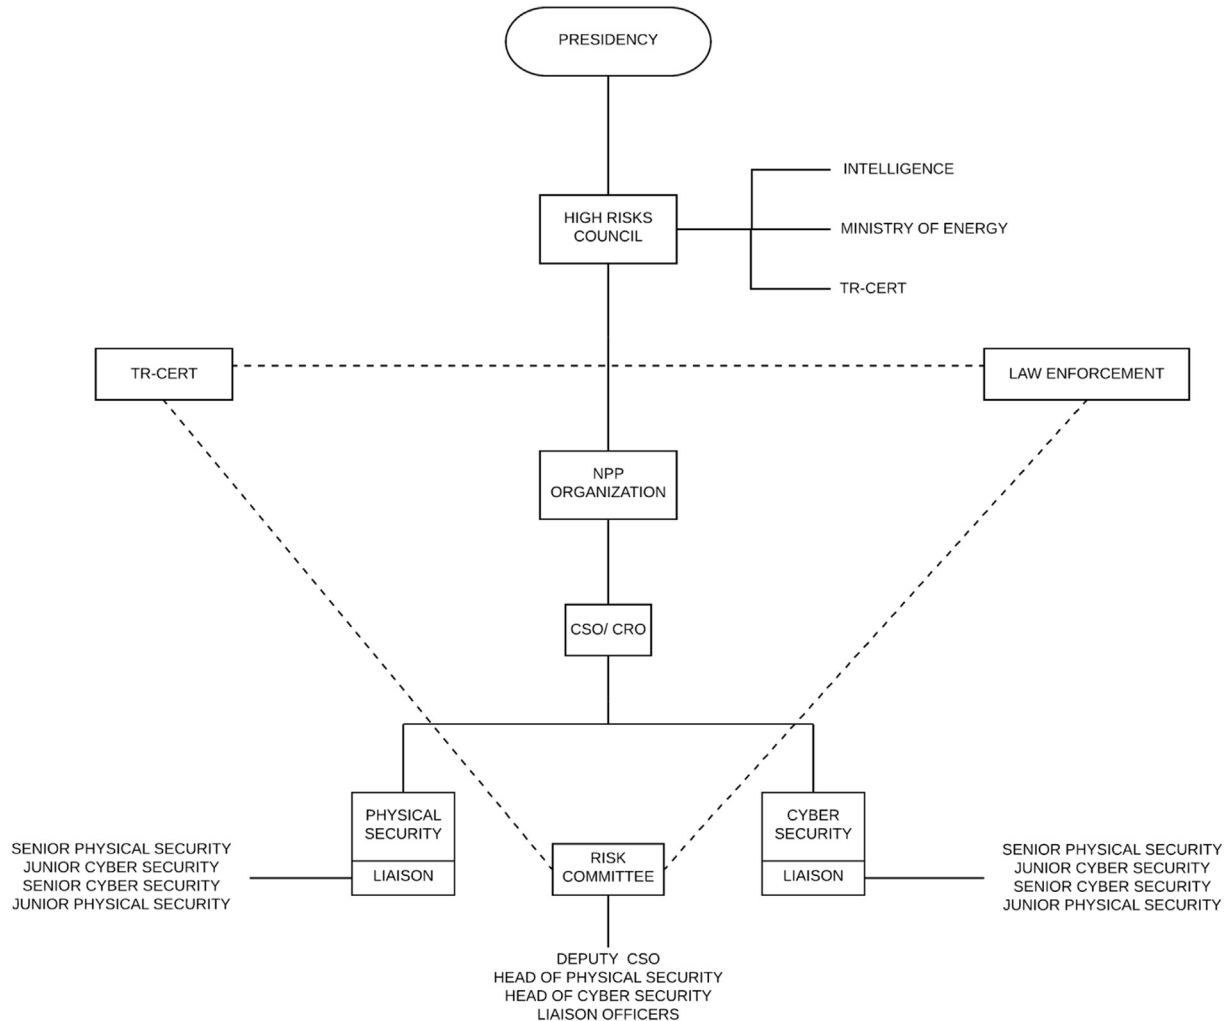 PRESIDENCY
INTELLIGENCE
HIGH RISKS
COUNCIL
MINISTRY OF ENERGY
TR-CERT
TR-CERT
LAW ENFORCEMENT
NPP
ORGANIZATION
CSO/ CRO
PHYSICAL
SECURITY
LIAISON
CYBER
SECURITY
LIAISON
SENIOR PHYSICAL SECURITY
JUNIOR CYBER SECURITY
SENIOR CYBER SECURITY
JUNIOR PHYSICAL SECURITY
RISK
COMMITTEE
SENIOR PHYSICAL SECURITY
JUNIOR CYBER SECURITY
SENIOR CYBER SECURITY
JUNIOR PHYSICAL SECURITY
DEPUTY  CSO
HEAD OF PHYSICAL SECURITY
HEAD OF CYBER SECURITY
LIAISON OFFICERS